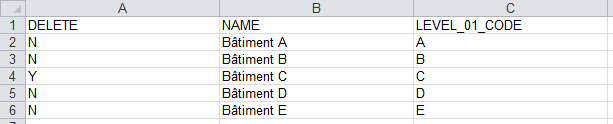 A B C
1 DELETE NAME LEVEL_01_CODE
2 N Bâtiment A A
3 N Bâtiment B B
4 Y Bâtiment C C
5 N Bâtiment D D
6 N Bâtiment E E